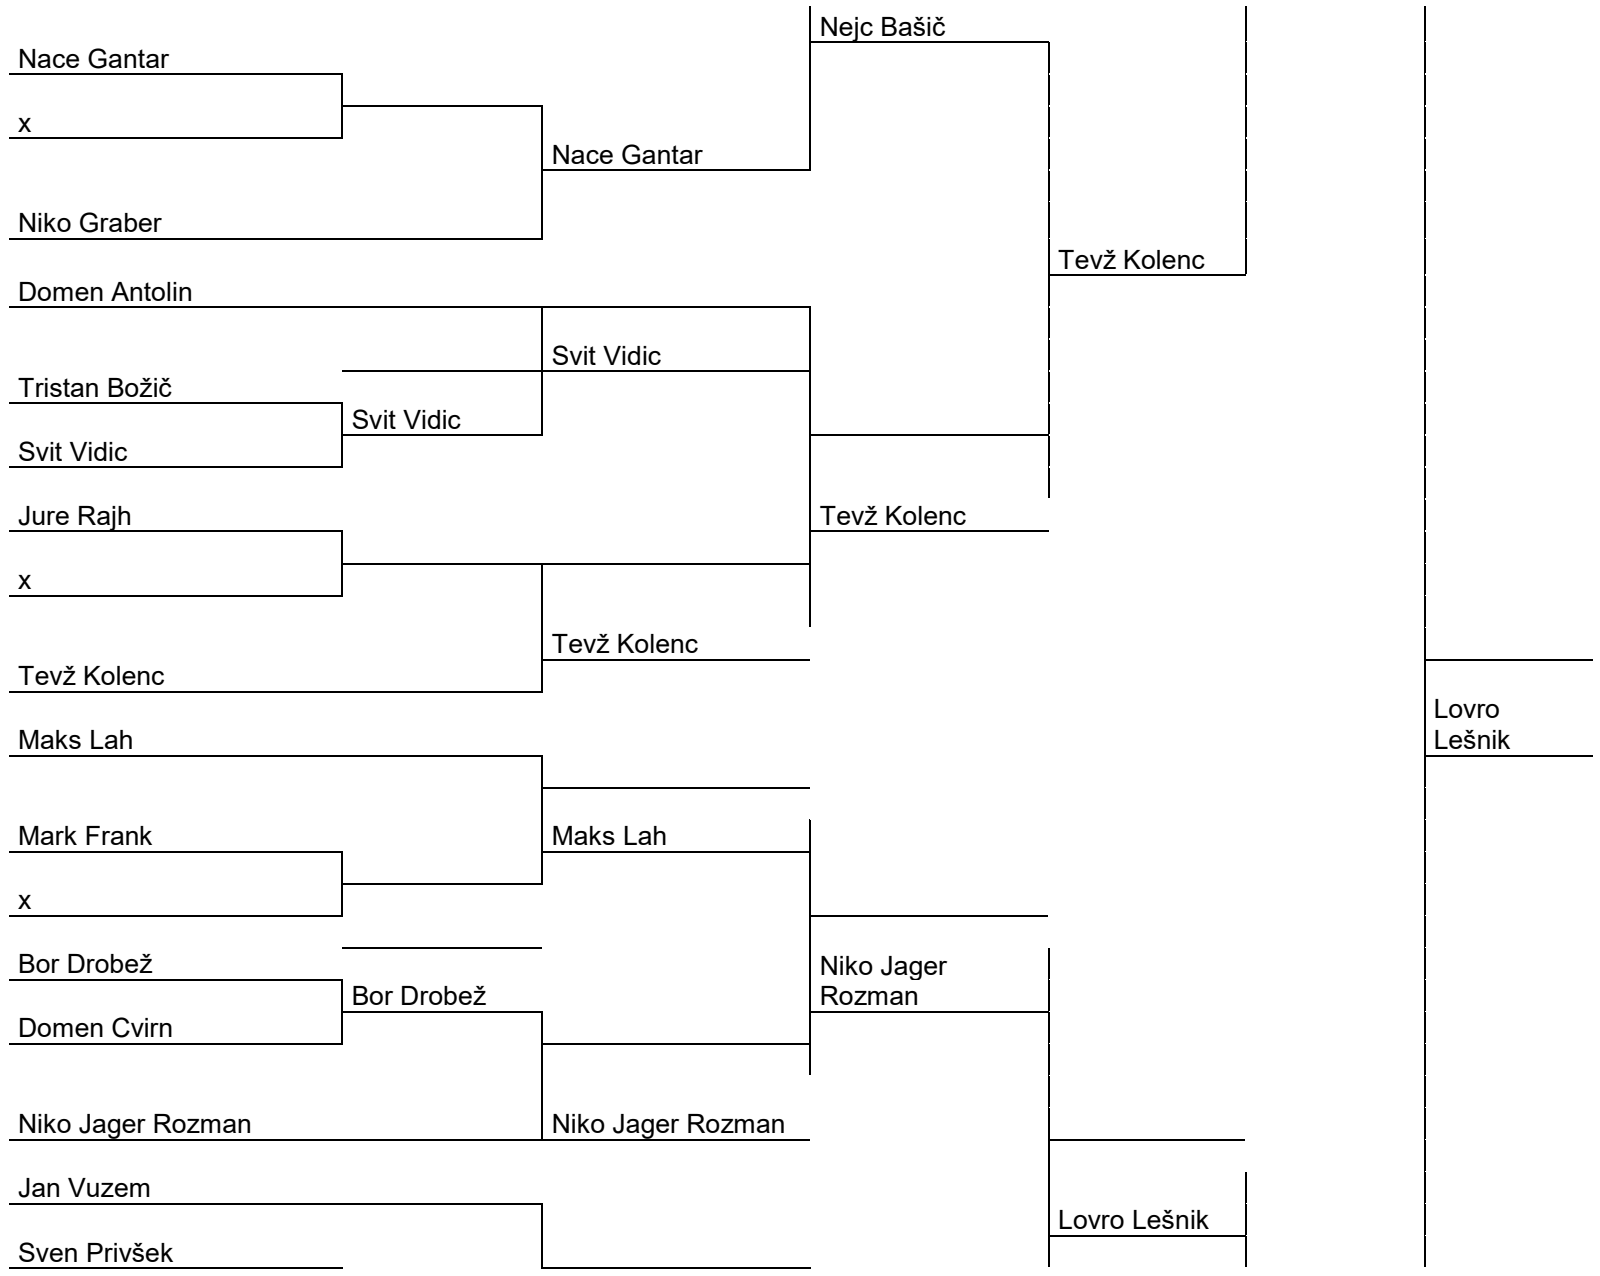 Nejc Bašič
Nace Gantar
x
Nace Gantar
Niko Graber
Tevž Kolenc
Domen Antolin
Svit Vidic
Tristan Božič
Svit Vidic
Svit Vidic
Jure Rajh
Tevž Kolenc
x
Tevž Kolenc
Tevž Kolenc
Lovro
Lešnik
Maks Lah
Mark Frank
Maks Lah
x
Bor Drobež
Niko Jager
Rozman
Bor Drobež
Domen Cvirn
Niko Jager Rozman
Niko Jager Rozman
Jan Vuzem
Lovro Lešnik
Sven Privšek